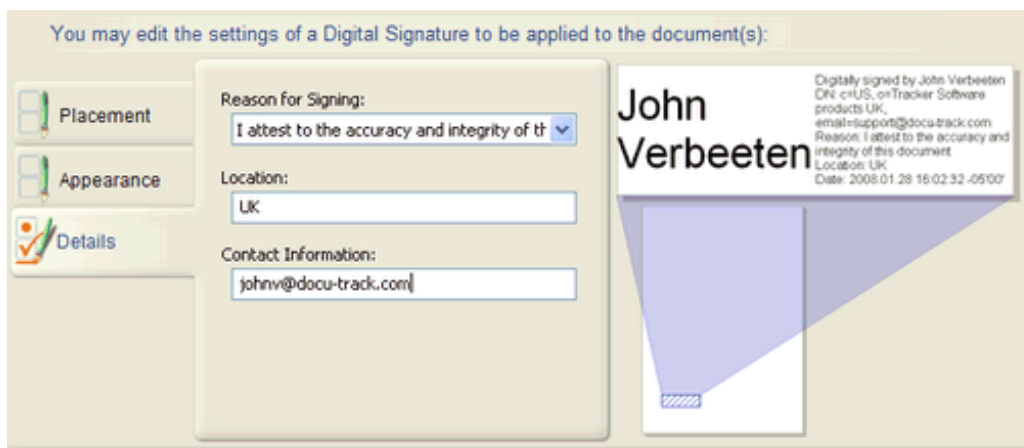 You may edit the settings of a Digital Signature to be applied to the document(s):
Placement
Appearance
Details
Reason for Signing:
I attest to the accuracy and integrity of th
Location:
UK
Contact Information:
johnv@docu-track.com
John
Verbeeten
Digitally signed by John Verbeeten
DN: c=US, o=Tracker Software
products UK,
email=support@docu-track.com
Reason: I attest to the accuracy and
integrity of this document
Location: UK
Date: 2008.01.28 16:02:32 -05'00'